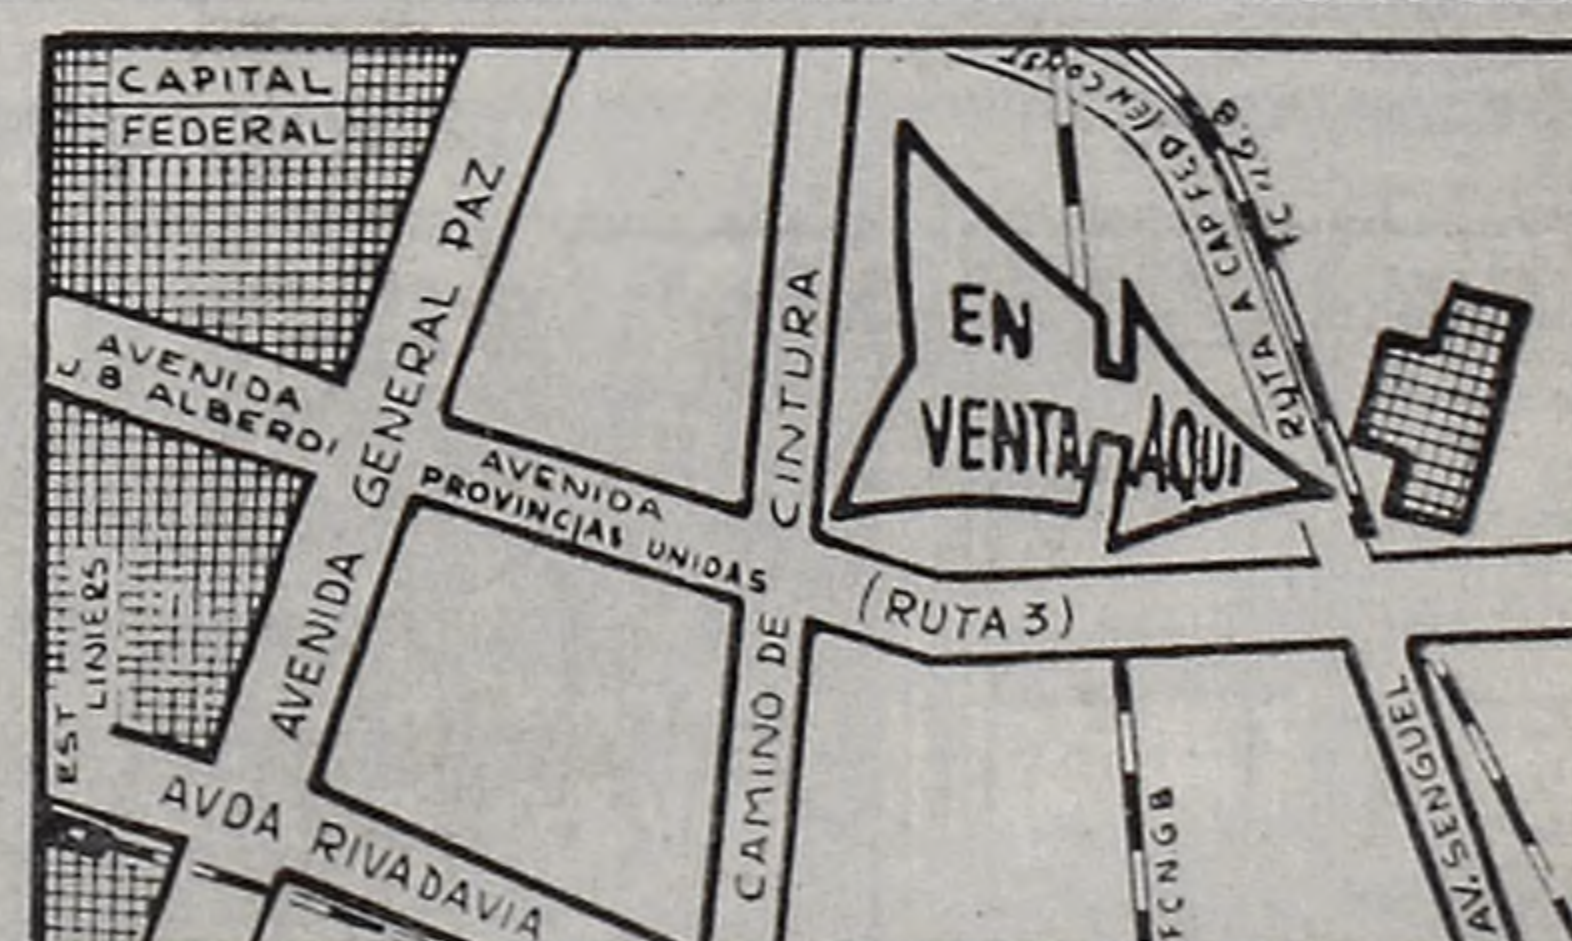 CAPITAL
FEDERAL
AVENIDA
J B ALBERDI
AVENIDA GENERAL PAZ
AVENIDA
PROVINCIAS UNIDAS
(RUTA 3)
CAMINO DE CINTURA
EN
VENTA AQUI
RUTA A CAP FED. (EN CONST
FCNGB
EST
LINIERS
AVDA RIVADAVIA
FCNGB
AV. SENGUEL